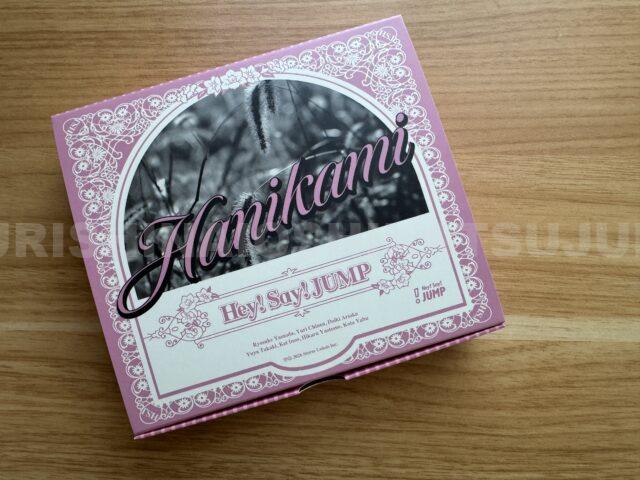 Hanikami
Hey! Say! JUMP
Hey! Say!
JUMP
Ryosuke Yamada, Yuri Chinen, Daiki Arioka
Yuya Takaki, Kei Inoo, Hikaru Yaotome, Kota Yabu